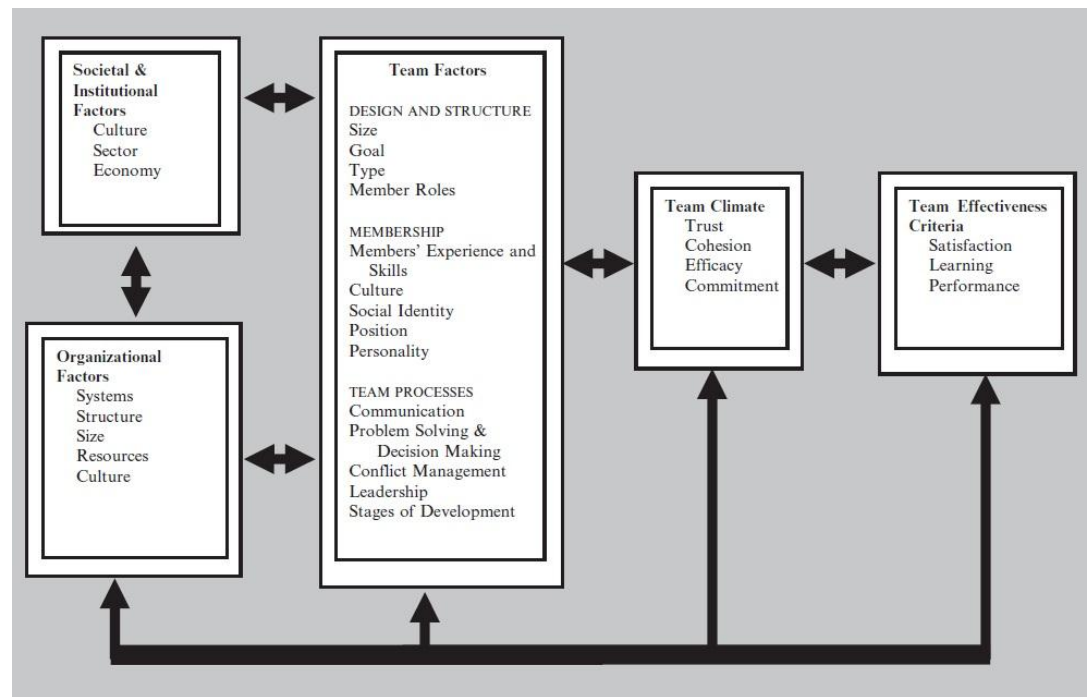 Societal &
Institutional
Factors
Culture
Sector
Economy
Organizational
Factors
Systems
Structure
Size
Resources
Culture
Team Factors
DESIGN AND STRUCTURE
Size
Goal
Type
Member Roles
MEMBERSHIP
Members' Experience and
Skills
Culture
Social Identity
Position
Personality
TEAM PROCESSES
Communication
Problem Solving &
Decision Making
Conflict Management
Leadership
Stages of Development
Team Climate
Trust
Cohesion
Efficacy
Commitment
Team Effectiveness
Criteria
Satisfaction
Learning
Performance